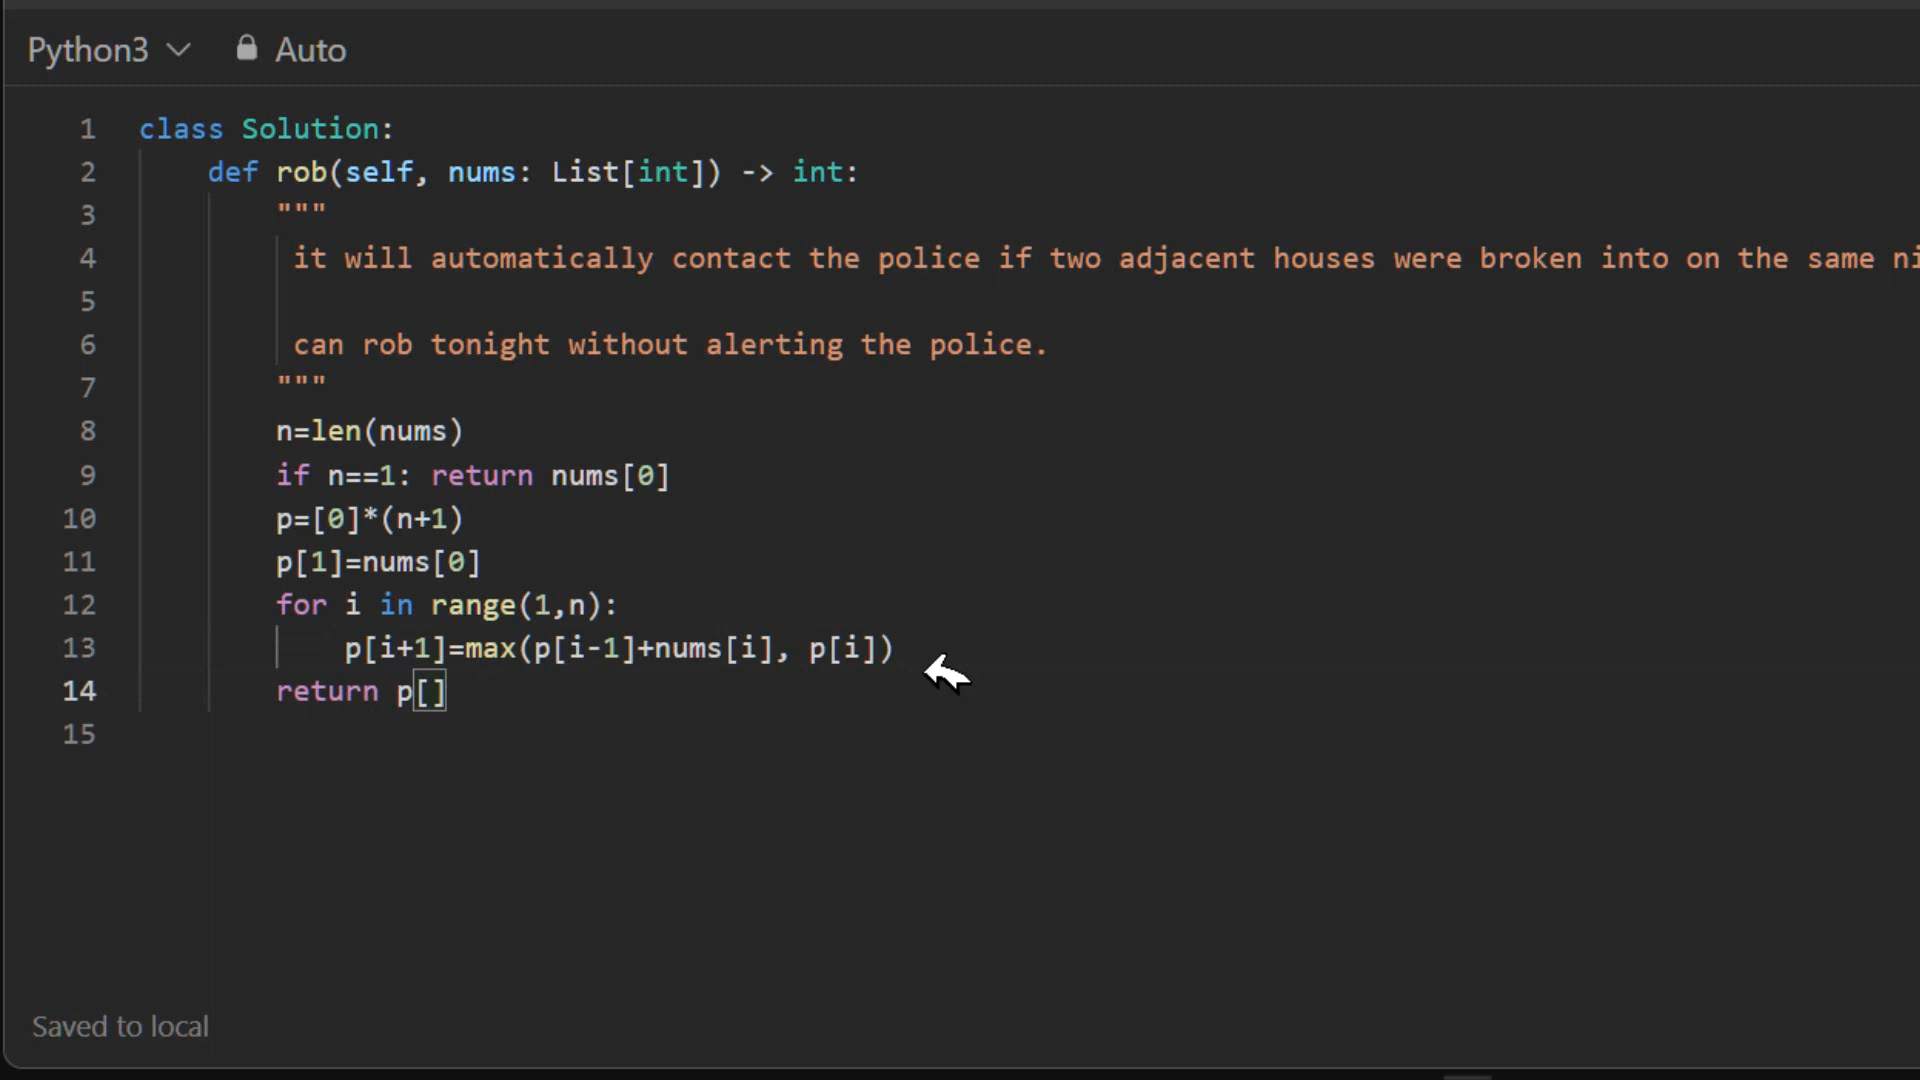 Python3 Auto
1 class Solution:
2 def rob(self, nums: List[int]) -> int:
3 """
4 it will automatically contact the police if two adjacent houses were broken into on the same ni
5
6 can rob tonight without alerting the police.
7 """
8 n=len(nums)
9 if n==1: return nums[0]
10 p=[0]*(n+1)
11 p[1]=nums[0]
12 for i in range(1,n):
13 p[i+1]=max(p[i-1]+nums[i], p[i])
14 return p[]
15
Saved to local